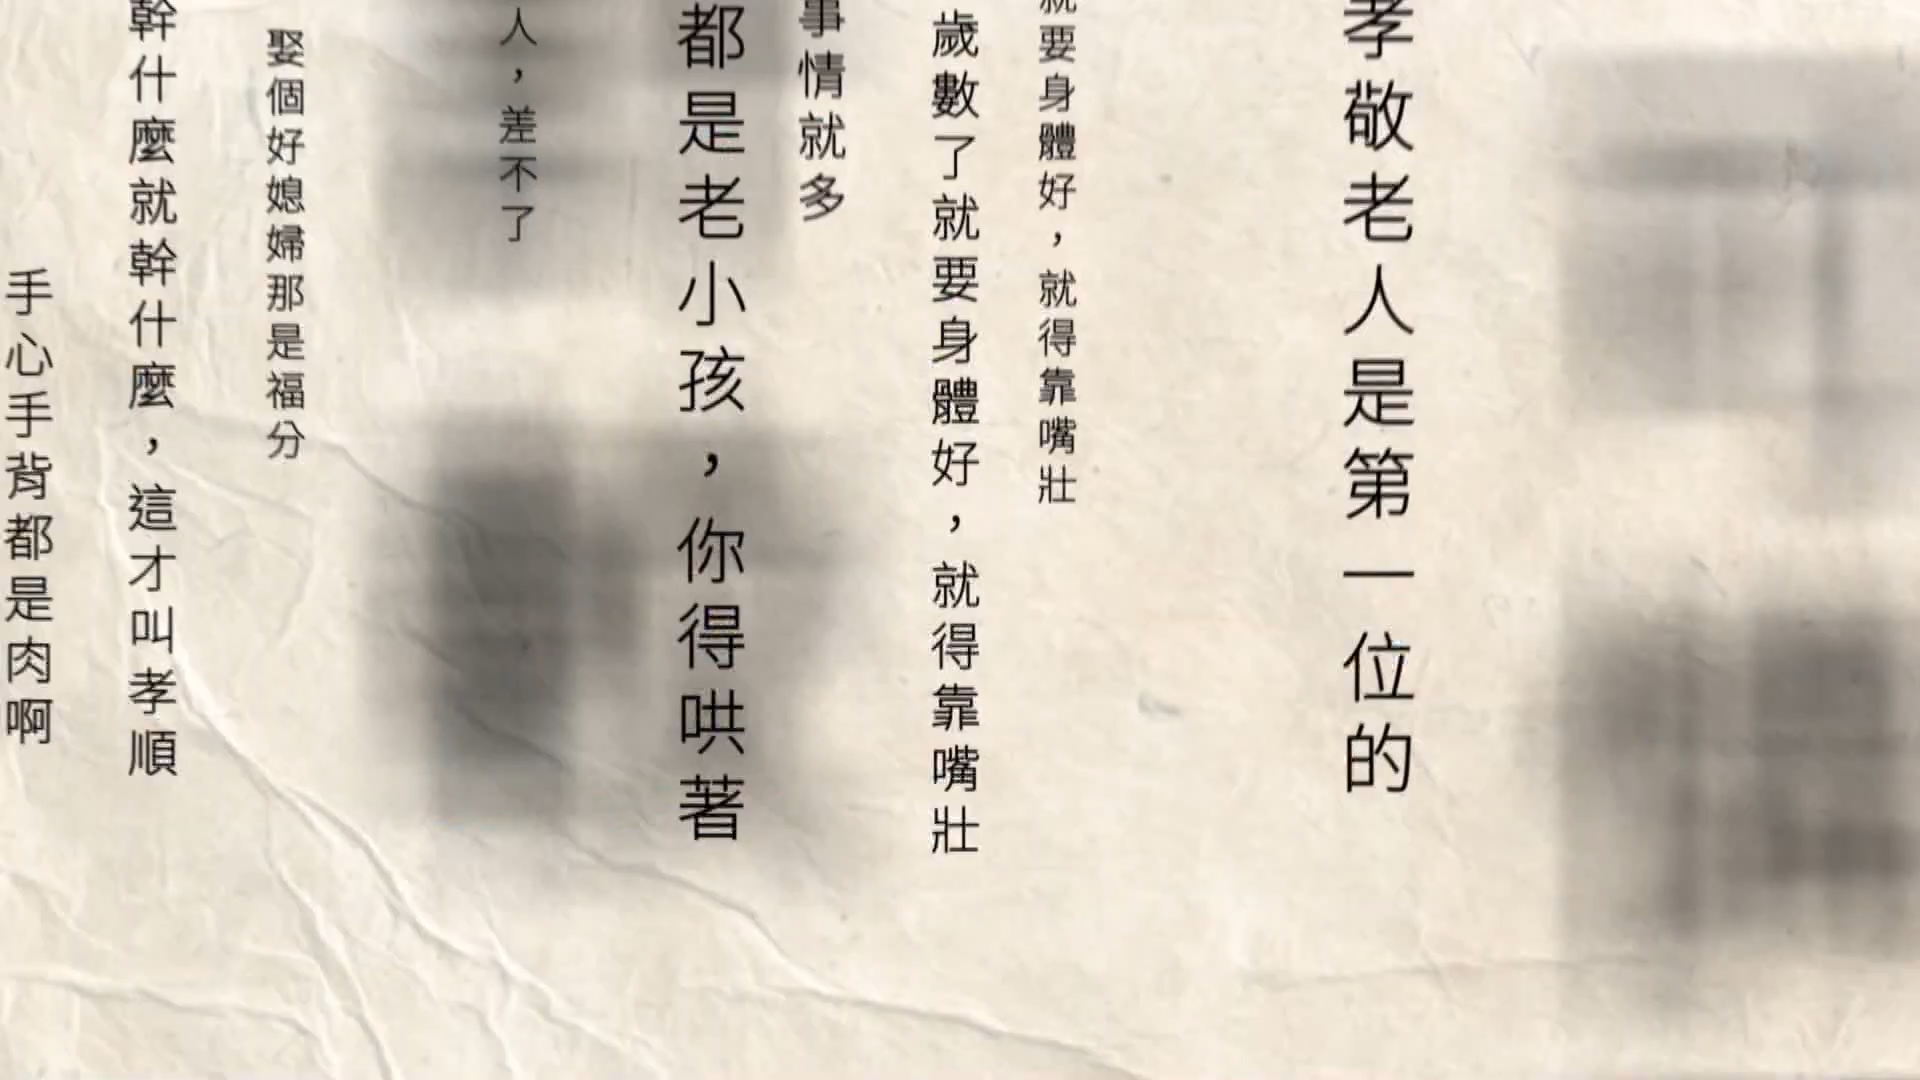 孝敬老人是第一位的
就要身體好，就得靠嘴壯
歲數了就要身體好，就得靠嘴壯
事情就多
都是老小孩，你得哄著
人，差不了
娶個好媳婦那是福分
幹什麼就幹什麼，這才叫孝順
手心手背都是肉啊